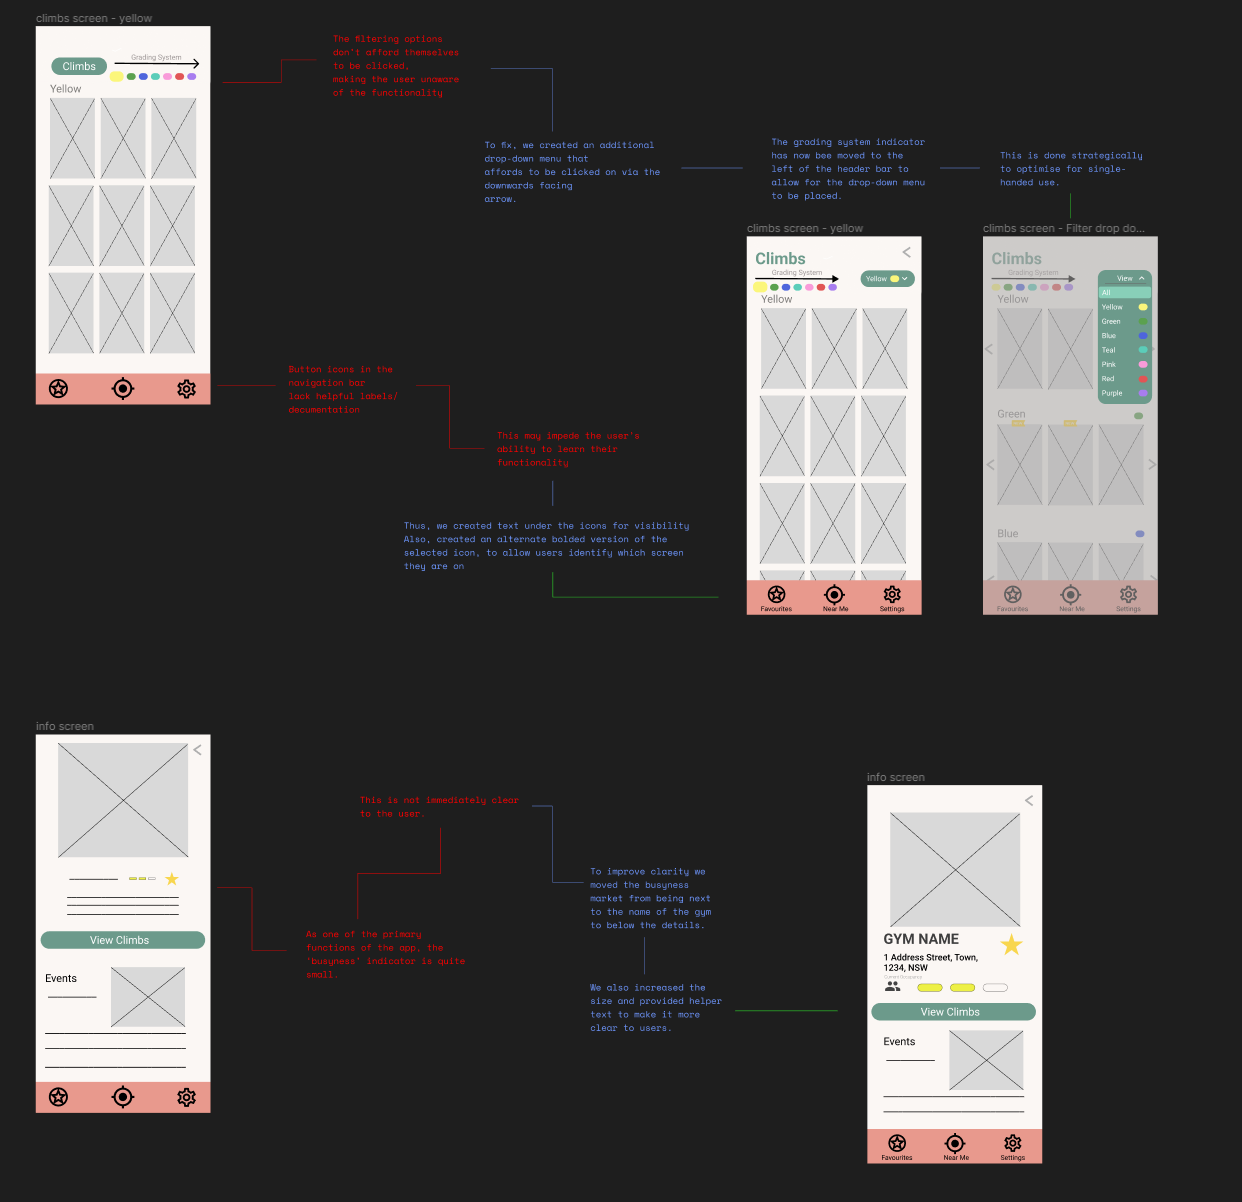 climbs screen - yellow
Climbs
Grading System
Yellow
The filtering options
don't afford themselves
to be clicked,
making the user unaware
of the functionality
To fix, we created an additional
drop-down menu that
affords to be clicked on via the
downwards facing
arrow.
The grading system indicator
has now bee moved to the
left of the header bar to
allow for the drop-down menu
to be placed.
This is done strategically
to optimise for single-
handed use.
climbs screen - yellow
Climbs
Grading System
Yellow
Yellow
Favourites
Near Me
Settings
climbs screen - Filter drop do...
Climbs
Grading System
Yellow
View
All
Yellow
Green
Blue
Teal
Pink
Red
Purple
Green
Blue
Favourites
Near Me
Settings
Button icons in the
navigation bar
lack helpful labels/
documentation
This may impede the user's
ability to learn their
functionality
Thus, we created text under the icons for visibility
Also, created an alternate bolded version of the
selected icon, to allow users identify which screen
they are on
info screen
View Climbs
Events
This is not immediately clear
to the user.
As one of the primary
functions of the app, the
'busyness' indicator is quite
small.
To improve clarity we
moved the busyness
market from being next
to the name of the gym
to below the details.
We also increased the
size and provided helper
text to make it more
clear to users.
info screen
GYM NAME
1 Address Street, Town,
1234, NSW
Current Occupancy
View Climbs
Events
Favourites
Near Me
Settings